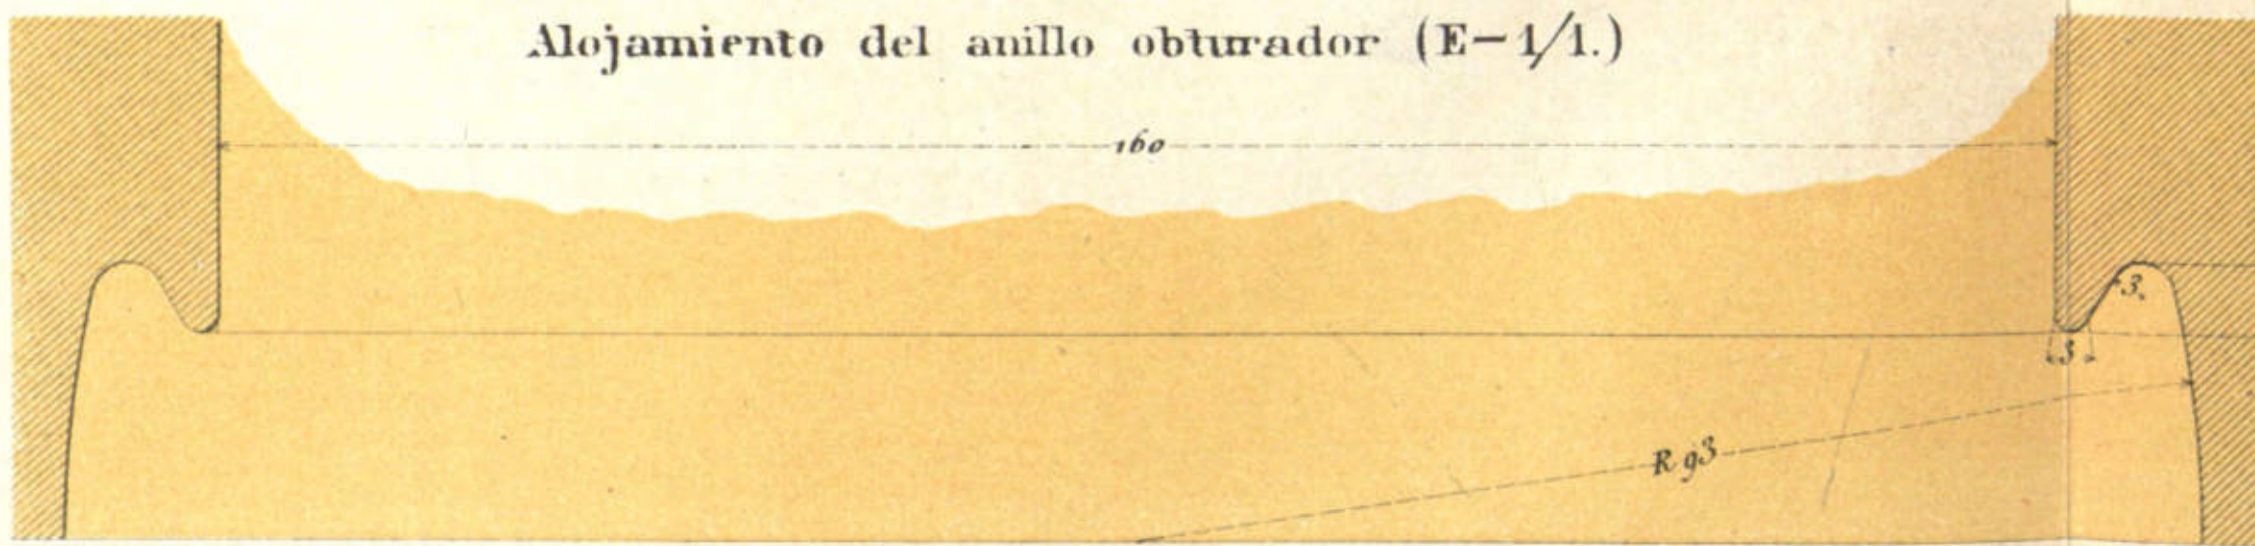 Alojamiento del anillo obturador (E-1/1.)
160
3.
3
R 93